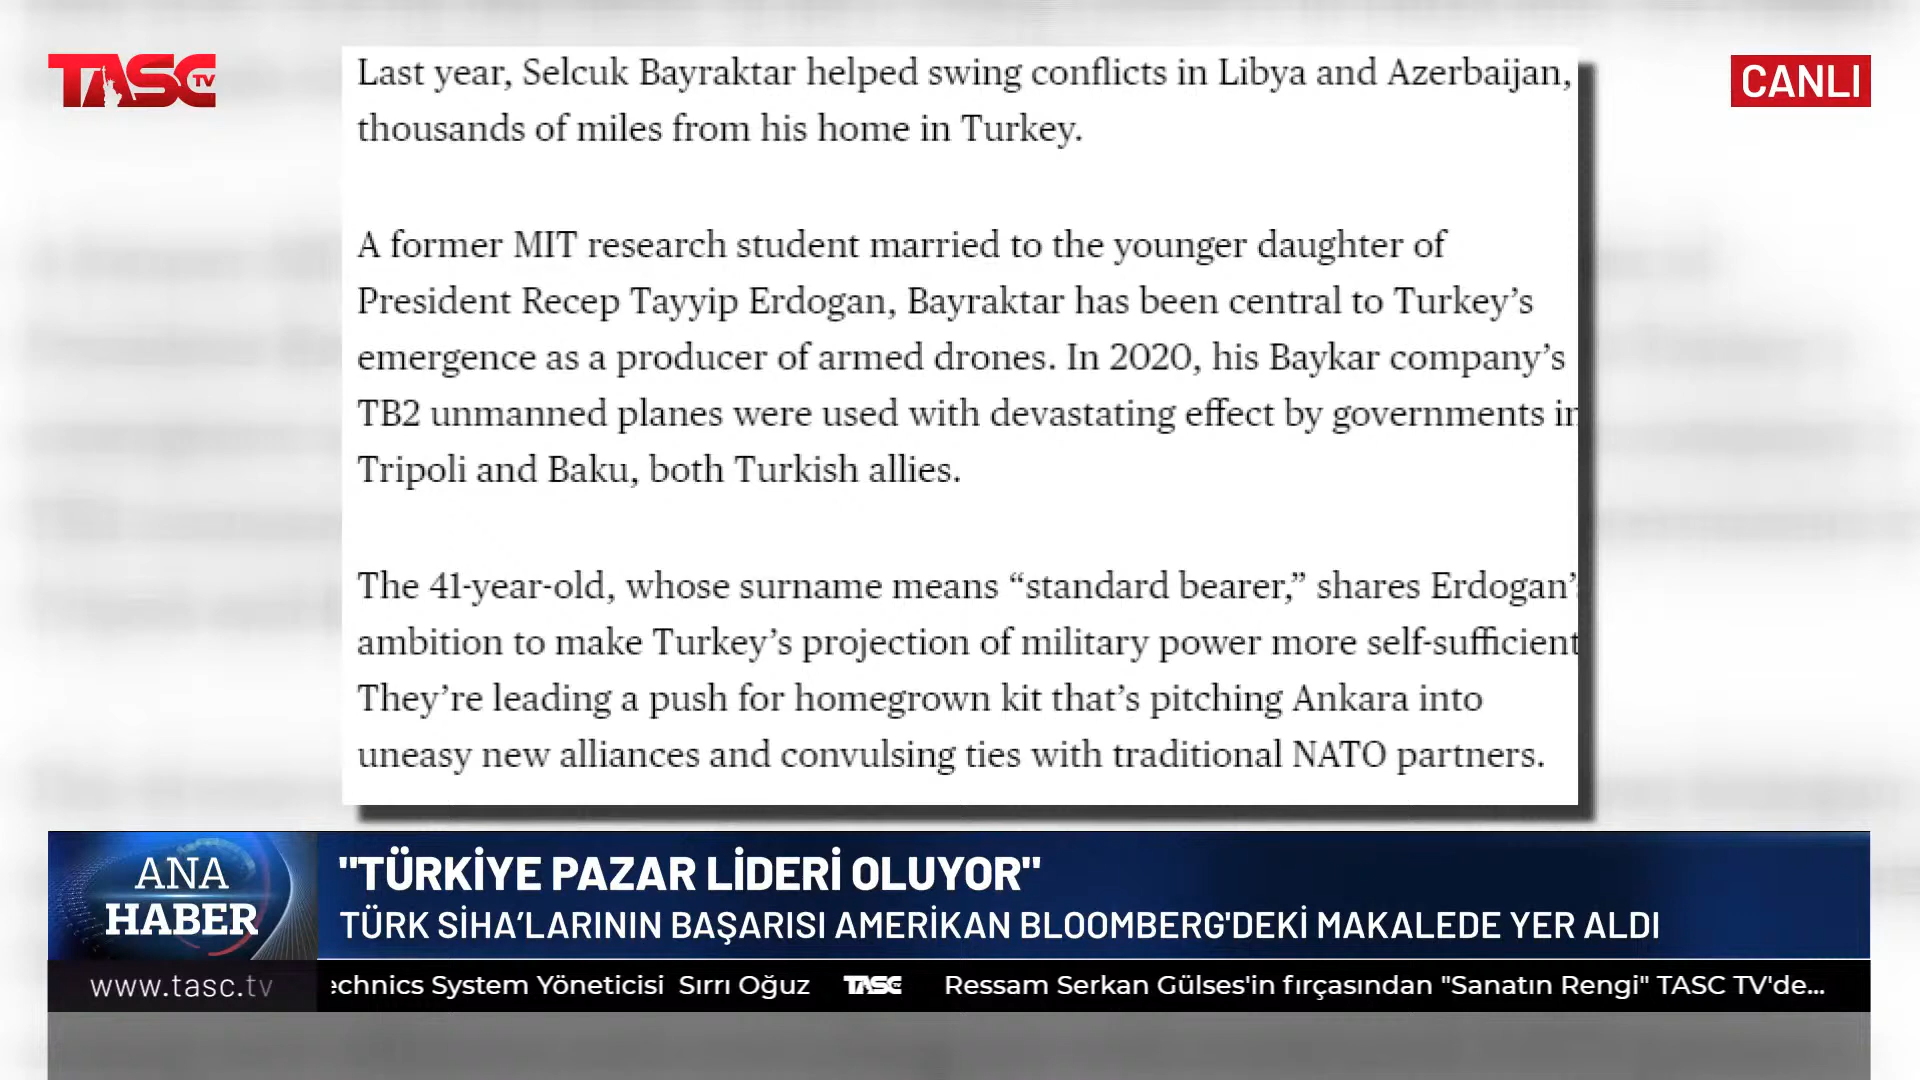 TASC TV
CANLI
Last year, Selcuk Bayraktar helped swing conflicts in Libya and Azerbaijan,
thousands of miles from his home in Turkey.
A former MIT research student married to the younger daughter of
President Recep Tayyip Erdogan, Bayraktar has been central to Turkey’s
emergence as a producer of armed drones. In 2020, his Baykar company’s
TB2 unmanned planes were used with devastating effect by governments in
Tripoli and Baku, both Turkish allies.
The 41-year-old, whose surname means “standard bearer,” shares Erdogan’s
ambition to make Turkey’s projection of military power more self-sufficient
They’re leading a push for homegrown kit that’s pitching Ankara into
uneasy new alliances and convulsing ties with traditional NATO partners.
ANA
HABER
"TÜRKİYE PAZAR LİDERİ OLUYOR"
TÜRK SİHA’LARININ BAŞARISI AMERİKAN BLOOMBERG'DEKİ MAKALEDE YER ALDI
www.tasc.tv
echnics System Yöneticisi Sırrı Oğuz TASC Ressam Serkan Gülses'in fırçasından "Sanatın Rengi" TASC TV'de...